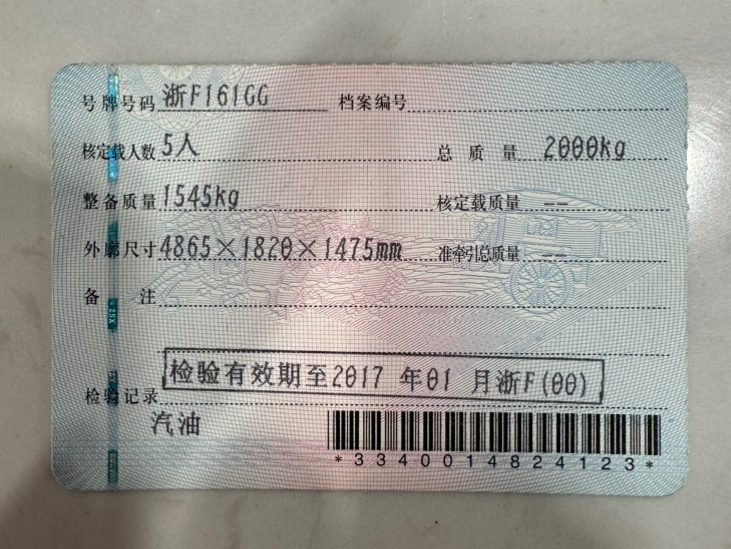 号牌号码 浙F161GG 档案编号
核定载人数 5人 总质量 2000kg
整备质量 1545kg 核定载质量 --
外廓尺寸 4865×1820×1475mm 准牵引总质量 --
备注
检验有效期至2017年01月浙F(00)
检验记录
汽油
*3340014824123*